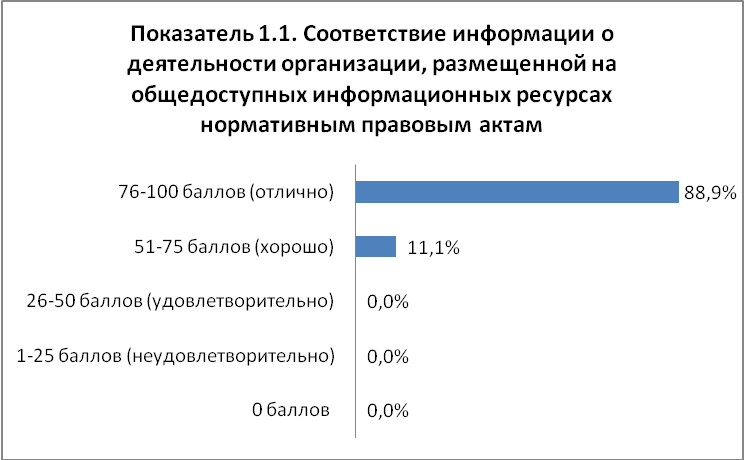 Показатель 1.1. Соответствие информации о
деятельности организации, размещенной на
общедоступных информационных ресурсах
нормативным правовым актам
76-100 баллов (отлично) 88,9%
51-75 баллов (хорошо) 11,1%
26-50 баллов (удовлетворительно) 0,0%
1-25 баллов (неудовлетворительно) 0,0%
0 баллов 0,0%